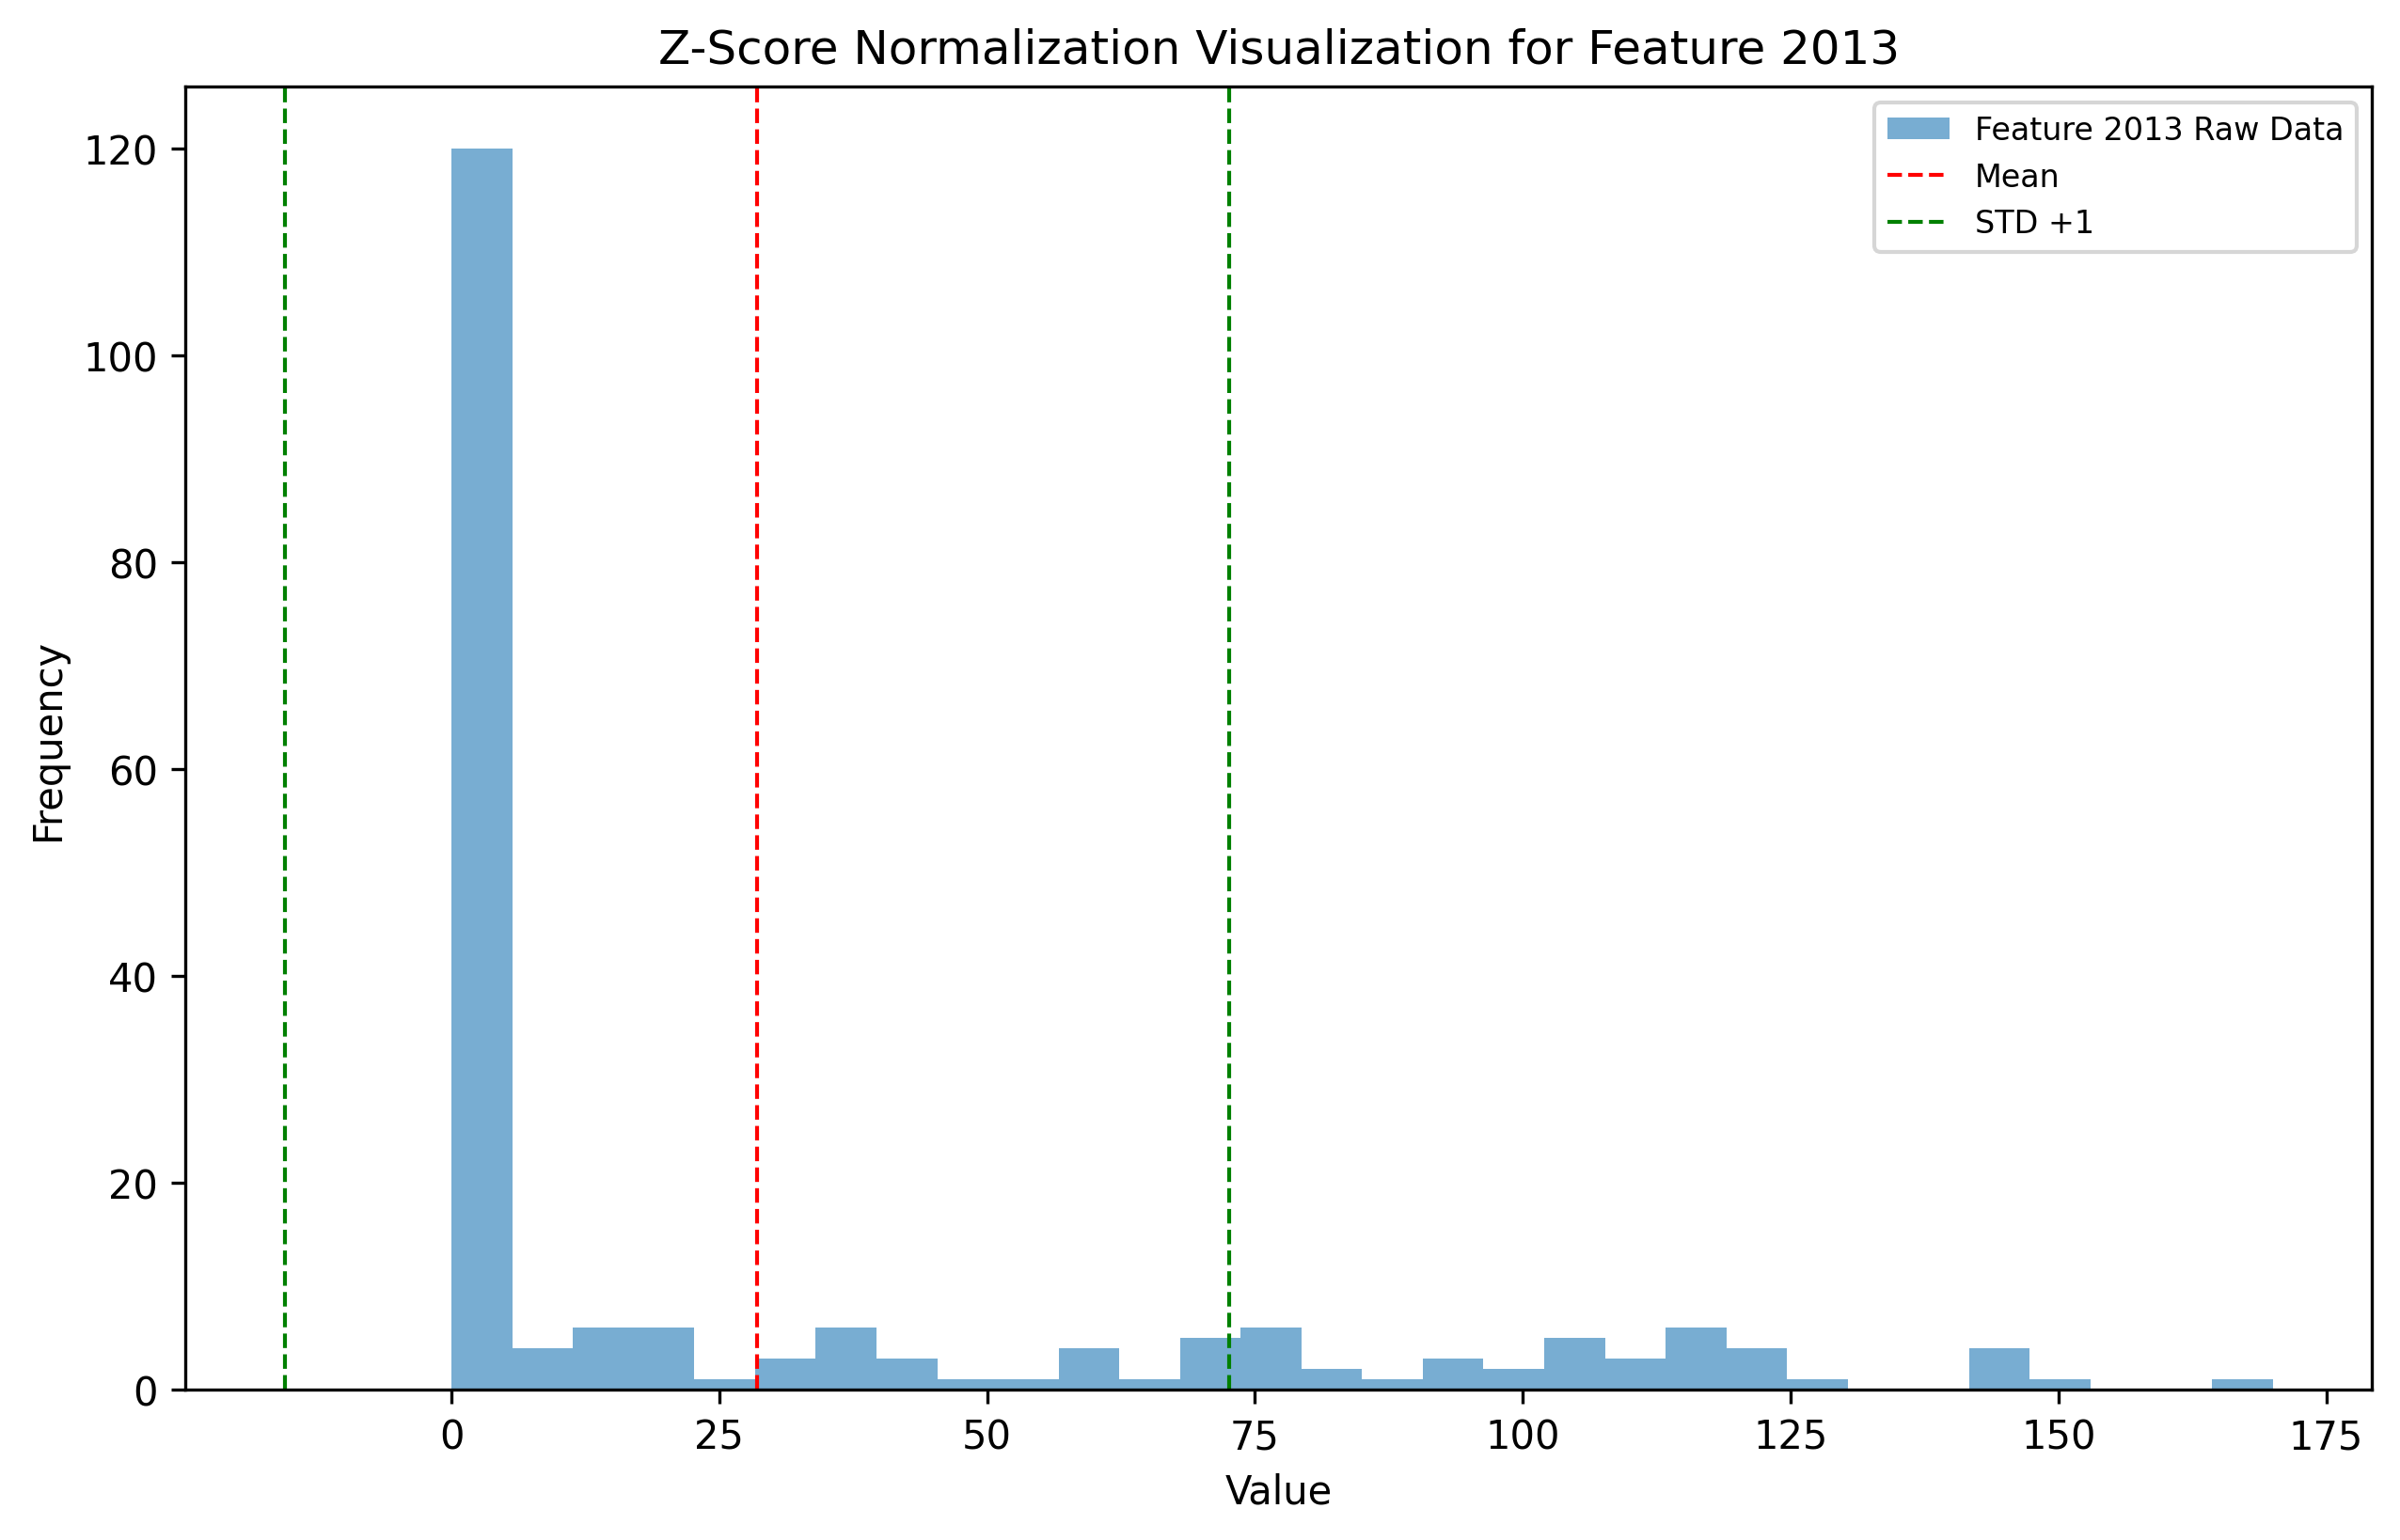 Z-Score Normalization Visualization for Feature 2013
Feature 2013 Raw Data
Mean
STD +1
120
100
80
60
40
20
0
Frequency
0 25 50 75 100 125 150 175
Value